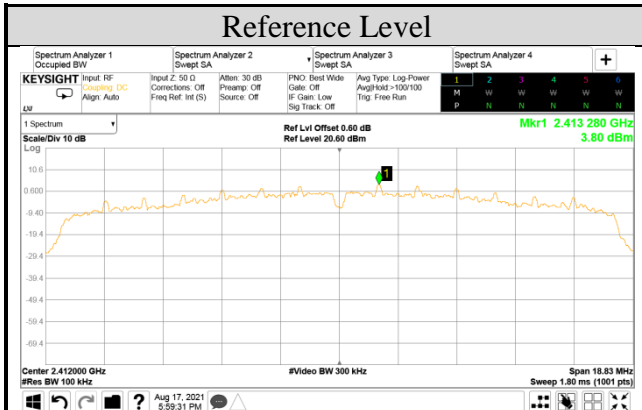 Reference Level
Spectrum Analyzer 1
Occupied BW
Spectrum Analyzer 2
Swept SA
Spectrum Analyzer 3
Swept SA
Spectrum Analyzer 4
Swept SA
+
KEYSIGHT
Input: RF
Coupling: DC
Align: Auto
Input Z: 50 Ω
Corrections: Off
Freq Ref: Int (S)
Atten: 30 dB
Preamp: Off
Source: Off
PNO: Best Wide
Gate: Off
IF Gain: Low
Sig Track: Off
Avg Type: Log-Power
Avg|Hold:>100/100
Trig: Free Run
1 2 3 4 5 6
M W W W W W
P N N N N N
LXI
1 Spectrum
Scale/Div 10 dB
Log
Ref Lvl Offset 0.60 dB
Ref Level 20.60 dBm
Mkr1 2.413 280 GHz
3.80 dBm
1
10.6
0.600
-9.40
-19.4
-29.4
-39.4
-49.4
-59.4
-69.4
Center 2.412000 GHz
#Res BW 100 kHz
#Video BW 300 kHz
Span 18.83 MHz
Sweep 1.80 ms (1001 pts)
?
Aug 17, 2021
5:59:31 PM